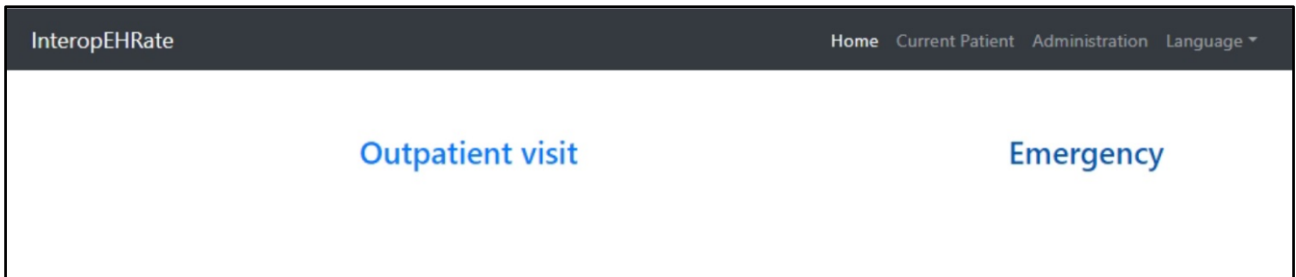 InteropEHRate Home Current Patient Administration Language
Outpatient visit Emergency